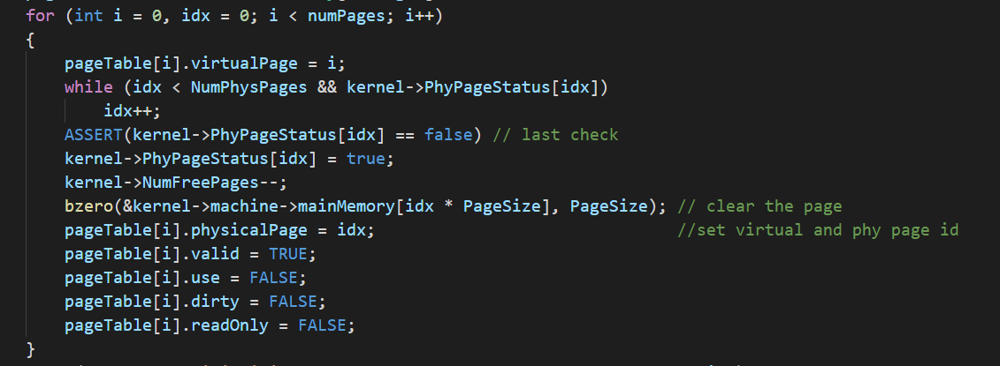 for (int i = 0, idx = 0; i < numPages; i++)
{
    pageTable[i].virtualPage = i;
    while (idx < NumPhysPages && kernel->PhyPageStatus[idx])
        idx++;
    ASSERT(kernel->PhyPageStatus[idx] == false) // last check
    kernel->PhyPageStatus[idx] = true;
    kernel->NumFreePages--;
    bzero(&kernel->machine->mainMemory[idx * PageSize], PageSize); // clear the page
    pageTable[i].physicalPage = idx;                               //set virtual and phy page id
    pageTable[i].valid = TRUE;
    pageTable[i].use = FALSE;
    pageTable[i].dirty = FALSE;
    pageTable[i].readOnly = FALSE;
}